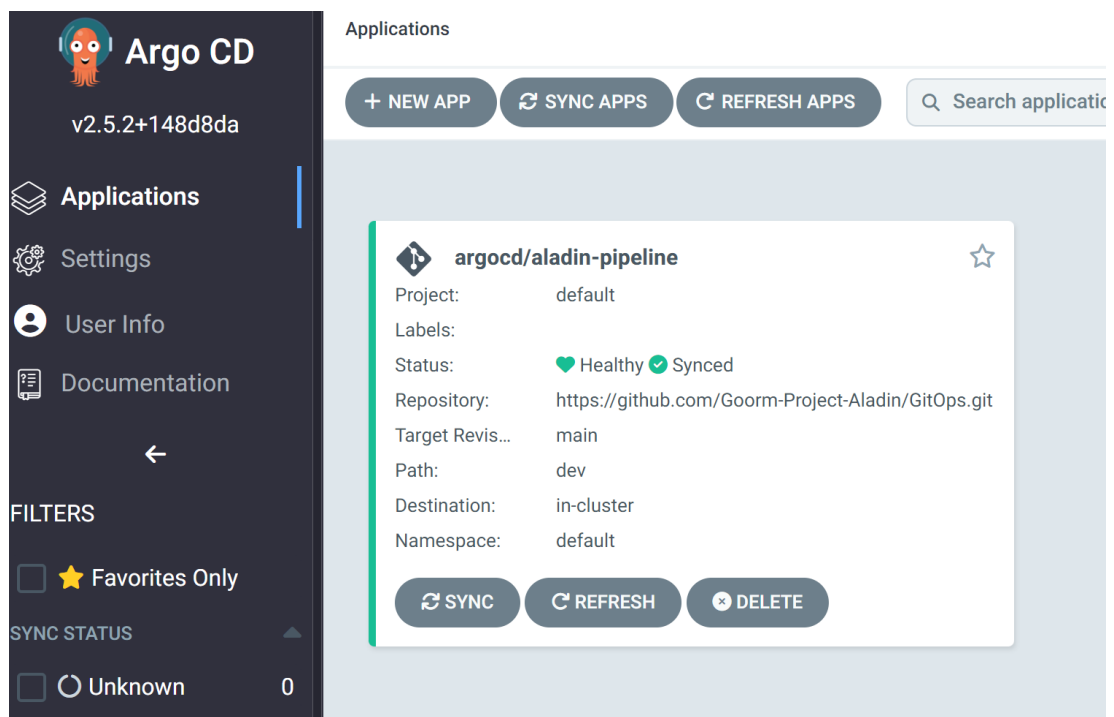 Argo CD
v2.5.2+148d8da
Applications
Settings
User Info
Documentation
FILTERS
Favorites Only
SYNC STATUS
Unknown 0
Applications
+ NEW APP SYNC APPS REFRESH APPS Search applicatio
argocd/aladin-pipeline
Project: default
Labels:
Status: Healthy Synced
Repository: https://github.com/Goorm-Project-Aladin/GitOps.git
Target Revis... main
Path: dev
Destination: in-cluster
Namespace: default
SYNC REFRESH DELETE